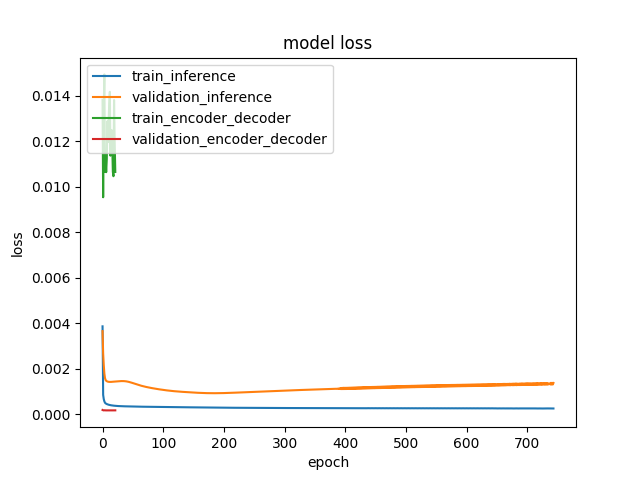 model loss
train_inference
validation_inference
train_encoder_decoder
validation_encoder_decoder
0.014
0.012
0.010
0.008
0.006
0.004
0.002
0.000
loss
0 100 200 300 400 500 600 700
epoch